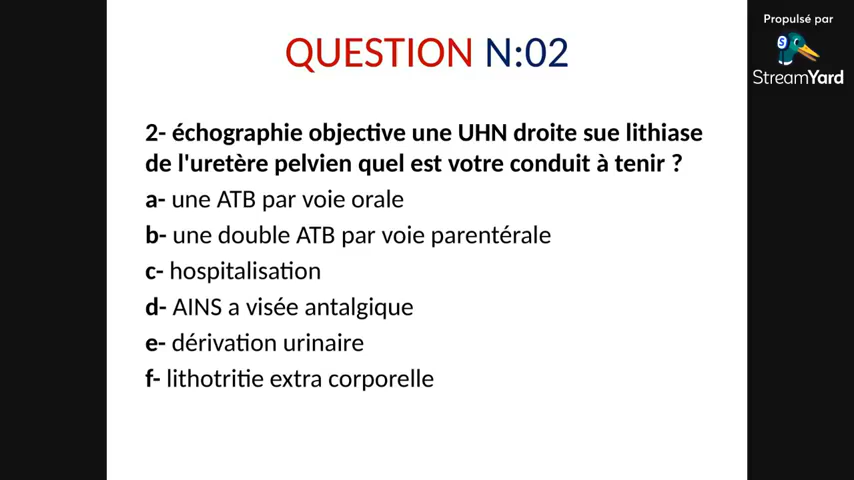 Propulsé par
StreamYard
QUESTION N:02
2- échographie objective une UHN droite sue lithiase
de l'uretère pelvien quel est votre conduit à tenir ?
a- une ATB par voie orale
b- une double ATB par voie parentérale
c- hospitalisation
d- AINS a visée antalgique
e- dérivation urinaire
f- lithotritie extra corporelle